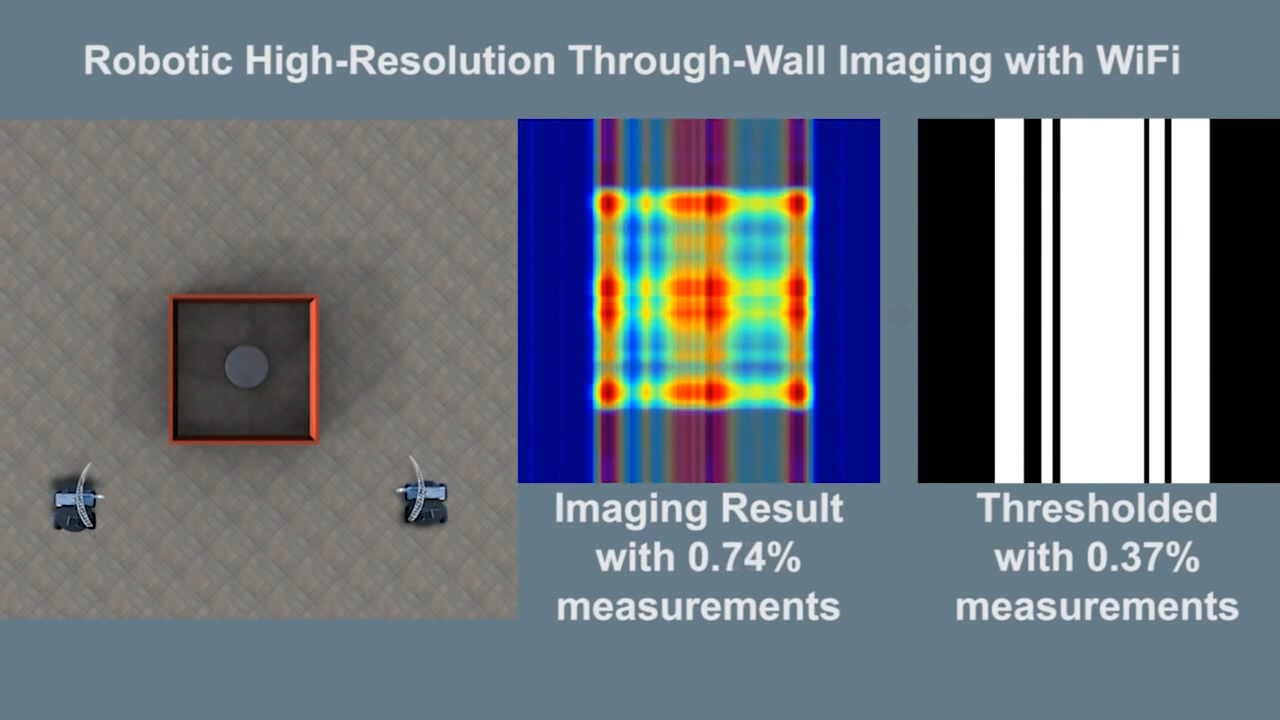 Robotic High-Resolution Through-Wall Imaging with WiFi
Imaging Result
with 0.74%
measurements
Thresholded
with 0.37%
measurements